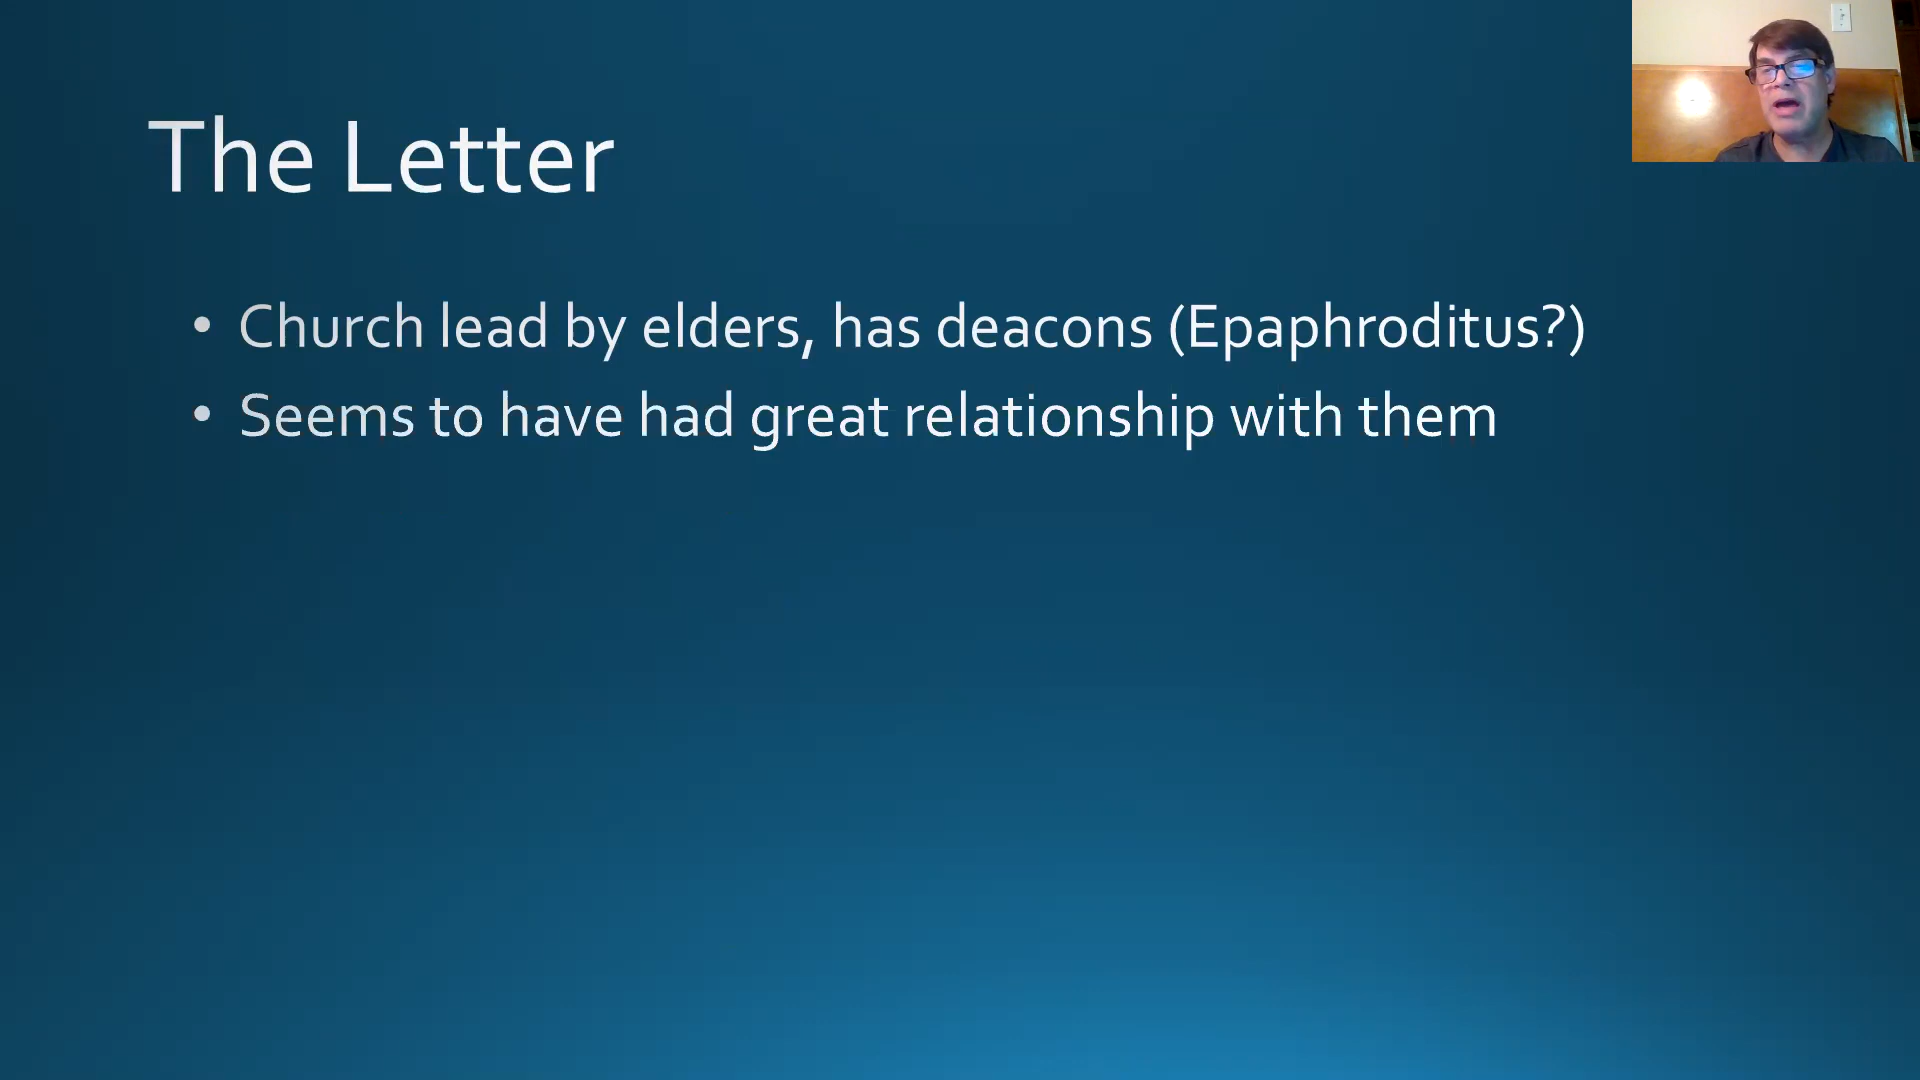 The Letter
• Church lead by elders, has deacons (Epaphroditus?)
• Seems to have had great relationship with them